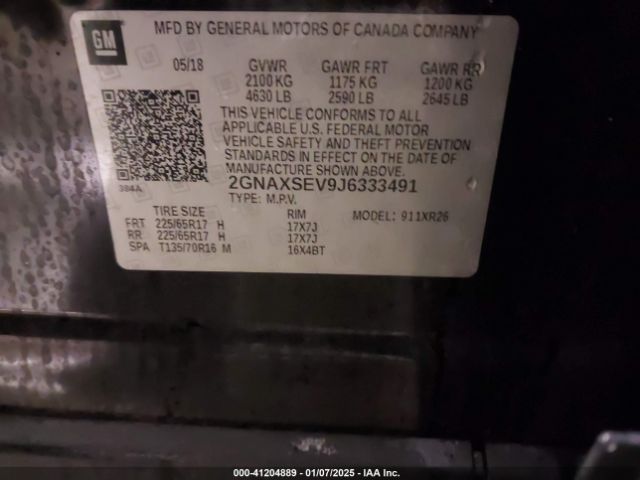 GM
MFD BY GENERAL MOTORS OF CANADA COMPANY
05/18 GVWR GAWR FRT GAWR RR
2100 KG 1175 KG 1200 KG
4630 LB 2590 LB 2645 LB
THIS VEHICLE CONFORMS TO ALL
APPLICABLE U.S. FEDERAL MOTOR
VEHICLE SAFETY AND THEFT PREVENTION
STANDARDS IN EFFECT ON THE DATE OF
MANUFACTURE SHOWN ABOVE.
384A 2GNAXSEV9J6333491
TYPE: M.P.V.
TIRE SIZE RIM MODEL: 911XR26
FRT 225/65R17 H 17X7J
RR 225/65R17 H 17X7J
SPA T135/70R16 M 16X4BT
000-41204889 — 01/07/2025 — IAA Inc.